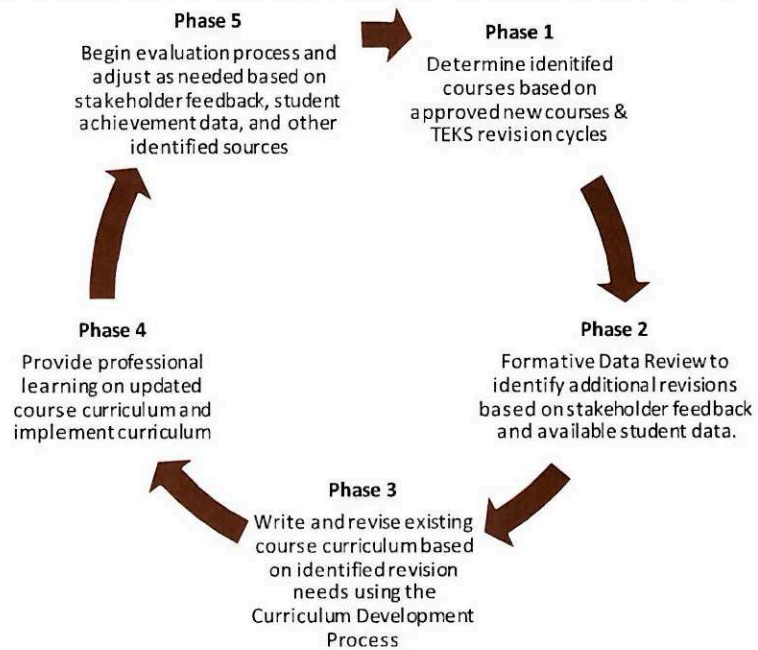 Phase 5
Begin evaluation process and
adjust as needed based on
stakeholder feedback, student
achievement data, and other
identified sources
Phase 1
Determine idenitifed
courses based on
approved new courses &
TEKS revision cycles
Phase 2
Formative Data Review to
identify additional revisions
based on stakeholder feedback
and available student data.
Phase 3
Write and revise existing
course curriculum based
on identified revision
needs using the
Curriculum Development
Process
Phase 4
Provide professional
learning on updated
course curriculum and
implement curriculum